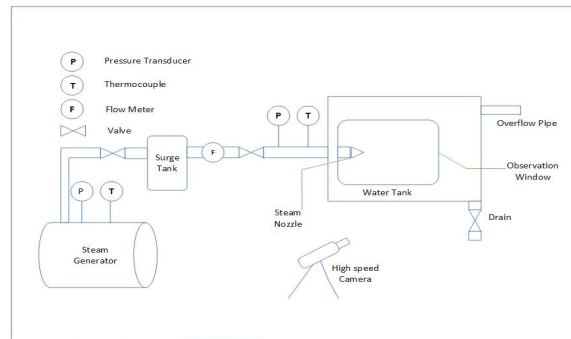 P Pressure Transducer
T Thermocouple
F Flow Meter
Valve
P T
Overflow Pipe
Surge
Tank
F
Observation
Window
Water Tank
P T
Steam
Nozzle
Drain
Steam
Generator
High speed
Camera